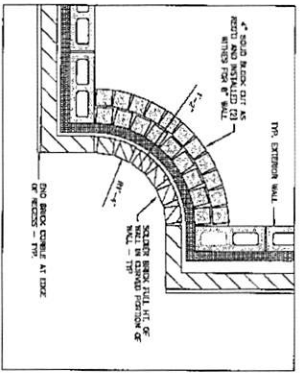 4" SOLID BLOCK CUT AS
REQ'D AND INSTALLED (2)
WYTHES FOR 8" WALL
TYP. EXTERIOR WALL
SOLDIER BRICK FULL HT. OF
WALL IN CURVED POSITION OF
WALL - TYP
END BRICK COURSE AT EDGE
OF RECESS - TYP.